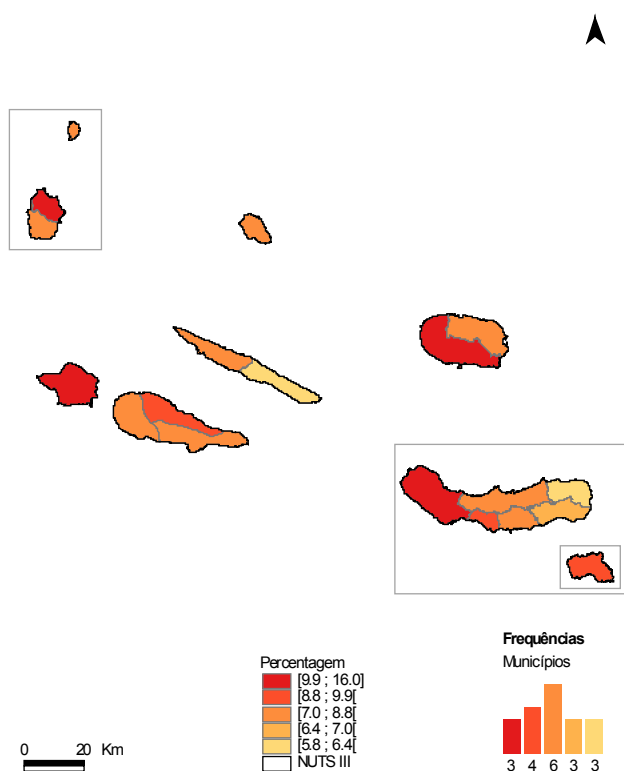 Percentagem
[9.9 ; 16.0]
[8.8 ; 9.9[
[7.0 ; 8.8[
[6.4 ; 7.0[
[5.8 ; 6.4[
NUTS III
0 20 Km
Frequências
Municípios
3 4 6 3 3